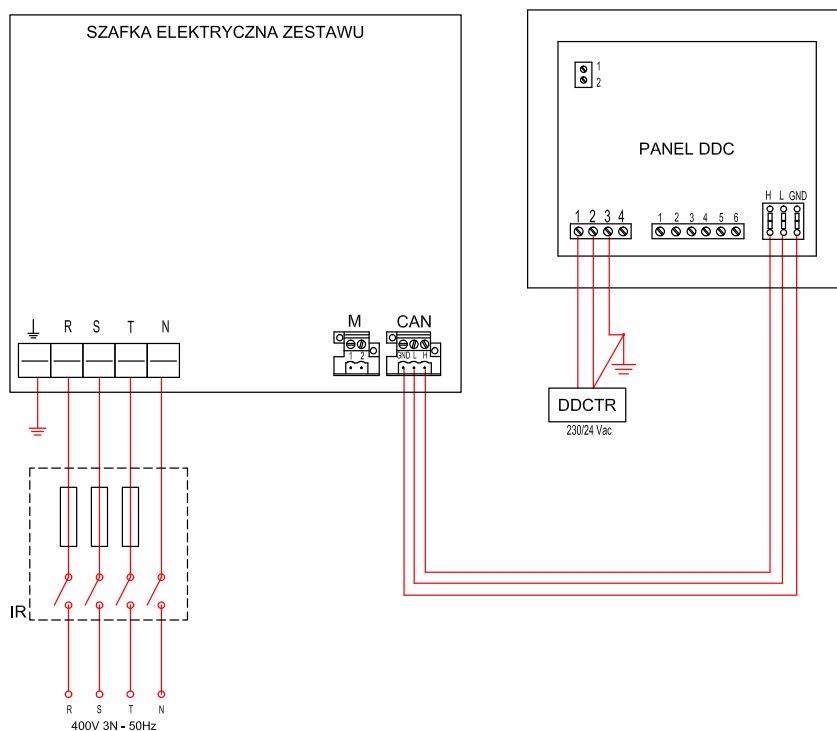 SZAFKA ELEKTRYCZNA ZESTAWU
1
2
PANEL DDC
H L GND
1 2 3 4
1 2 3 4 5 6
R S T N
M CAN
1 2
GND L H
DDCTR
230/24 Vac
IR
R S T N
400V 3N - 50Hz